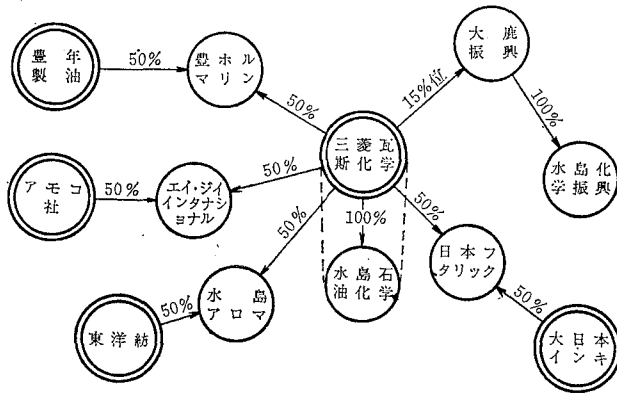 豊年
製油
50%
豊ホル
マリン
大鹿
振興
50%
15%位
三菱瓦
斯化学
100%
アモコ
社
50%
エイ・ジイ
インタナシ
ョナル
50%
水島化
学振興
50%
100%
50%
水島石
油化学
日本フ
タリック
東洋紡
50%
水島
アロマ
50%
大日本
インキ